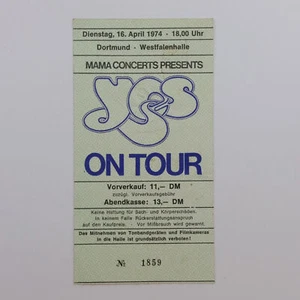 Dienstag, 16. April 1974 - 18,00 Uhr
Dortmund - Westfalenhalle
MAMA CONCERTS PRESENTS
yes
ON TOUR
Vorverkauf: 11,- DM
zuzügl. Vorverkaufsgebühr
Abendkasse: 13,- DM
Keine Haftung für Sach- und Körperschäden.
In keinem Falle Rückerstattungsanspruch
auf den Kaufpreis. - Vor Mißbrauch wird gewarnt.
Das Mitnehmen von Tonbandgeräten und Filmkameras
in die Halle ist grundsätzlich verboten!
№ 1859